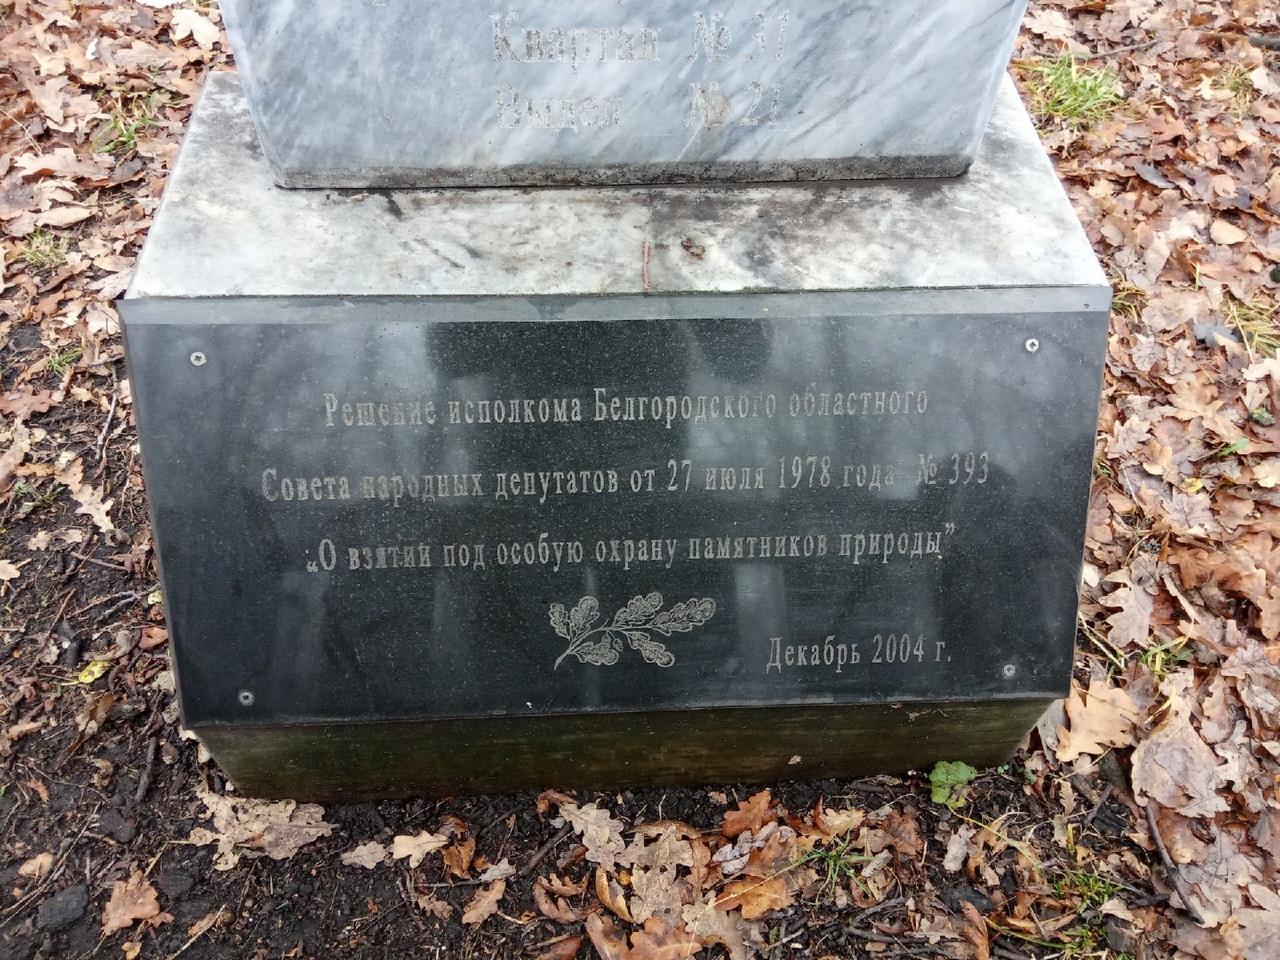 Квартал № 31
Выдел № 21
Решение исполкома Белгородского областного
Совета народных депутатов от 27 июля 1978 года № 393
„О взятии под особую охрану памятников природы”
Декабрь 2004 г.